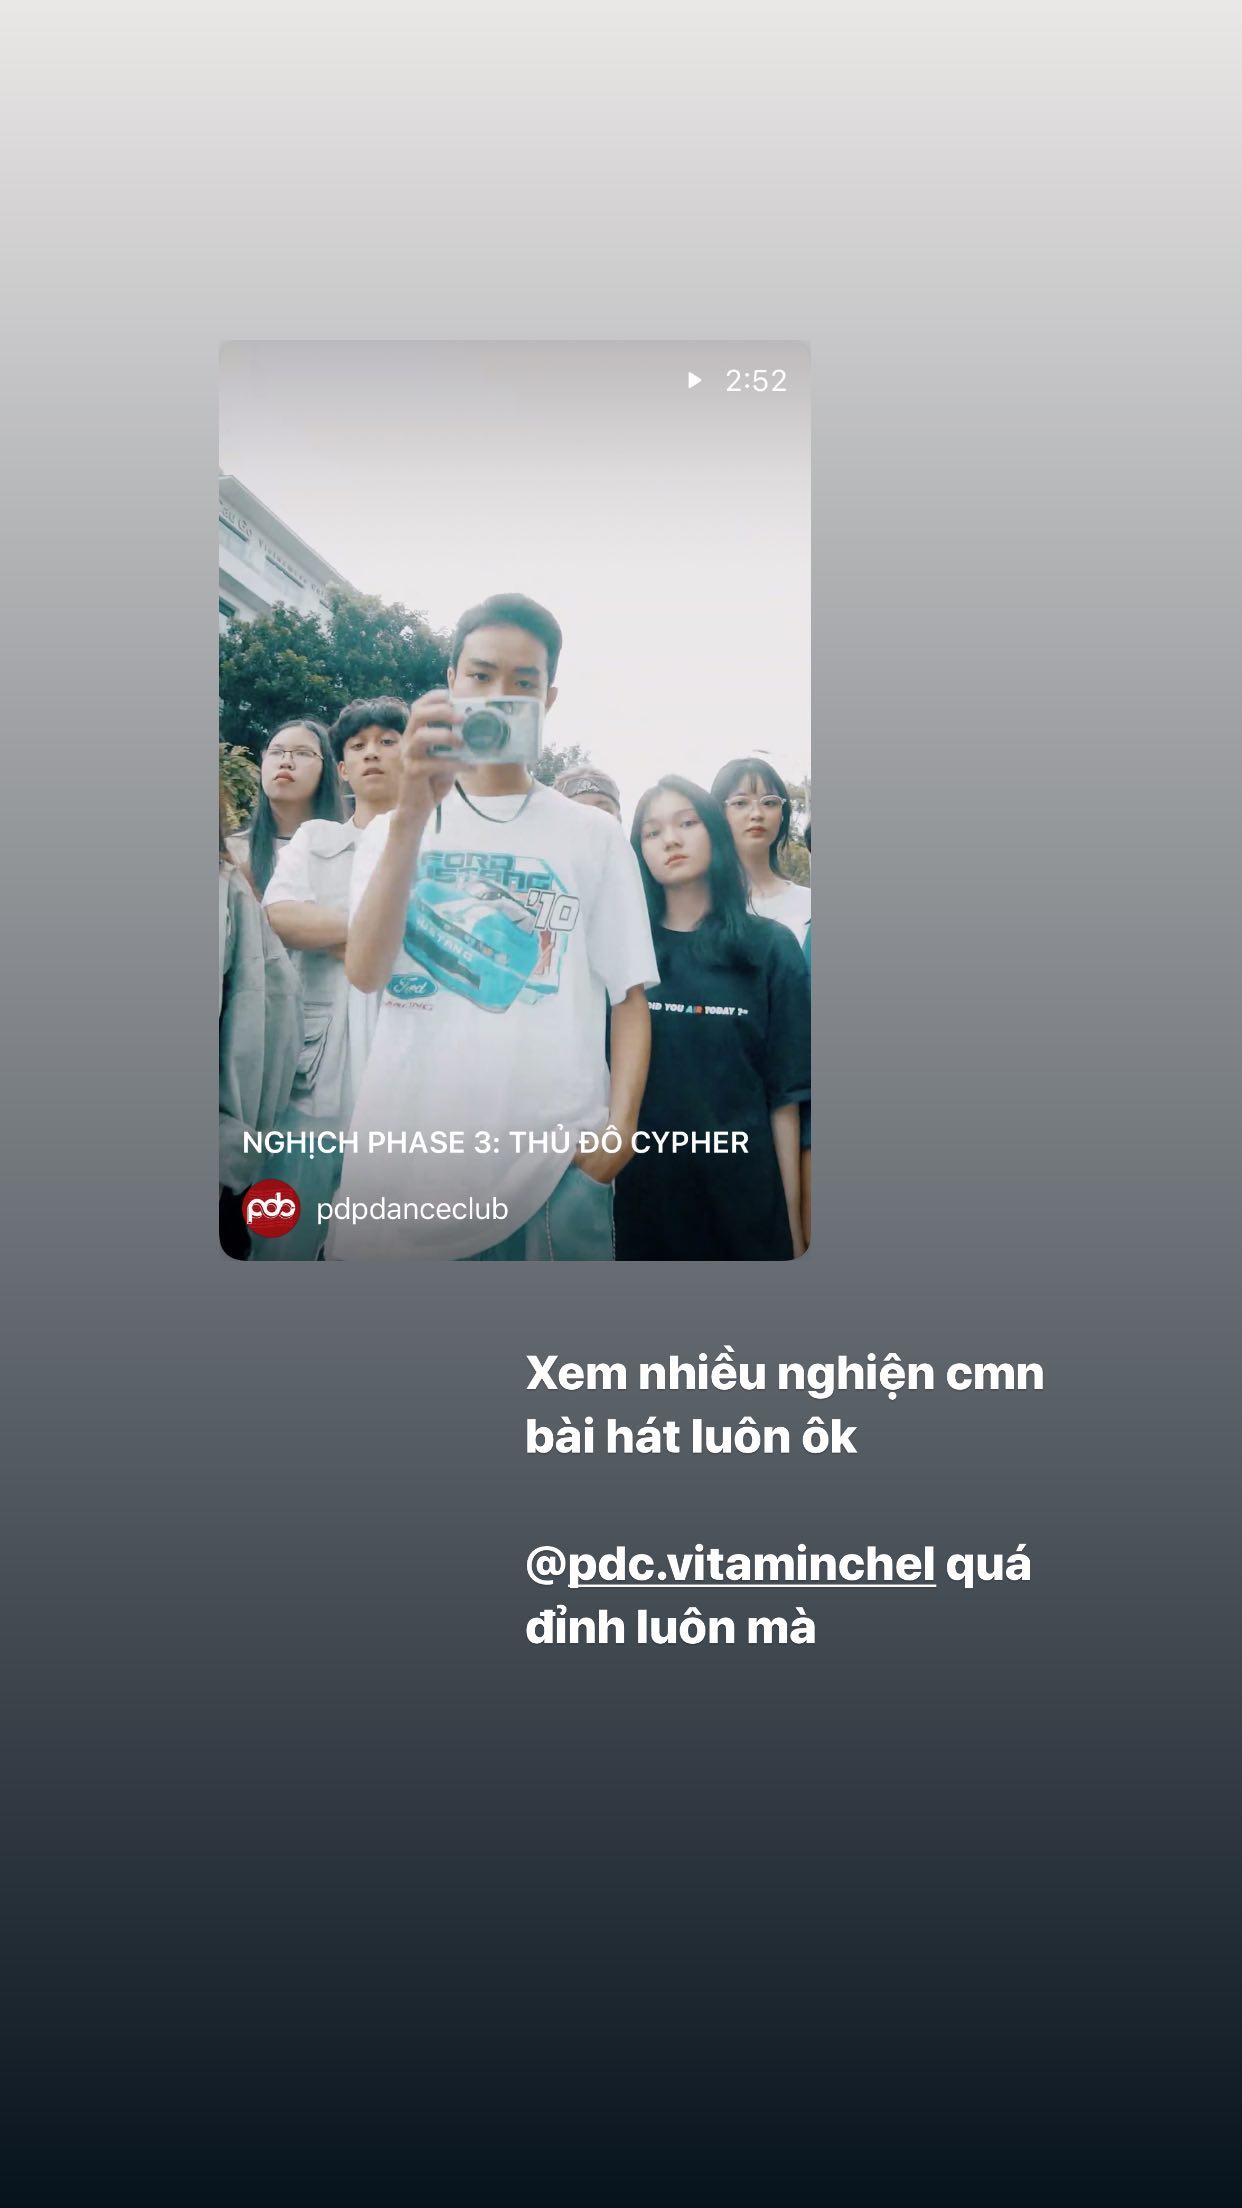 2:52
FORD
MUSTANG
'10
MUSTANG
Ford
RACING
DID YOU AIR TODAY ?"
NGHỊCH PHASE 3: THỦ ĐÔ CYPHER
pdc
pdpdanceclub
Xem nhiều nghiện cmn
bài hát luôn ôk
@pdc.vitaminchel quá
đỉnh luôn mà